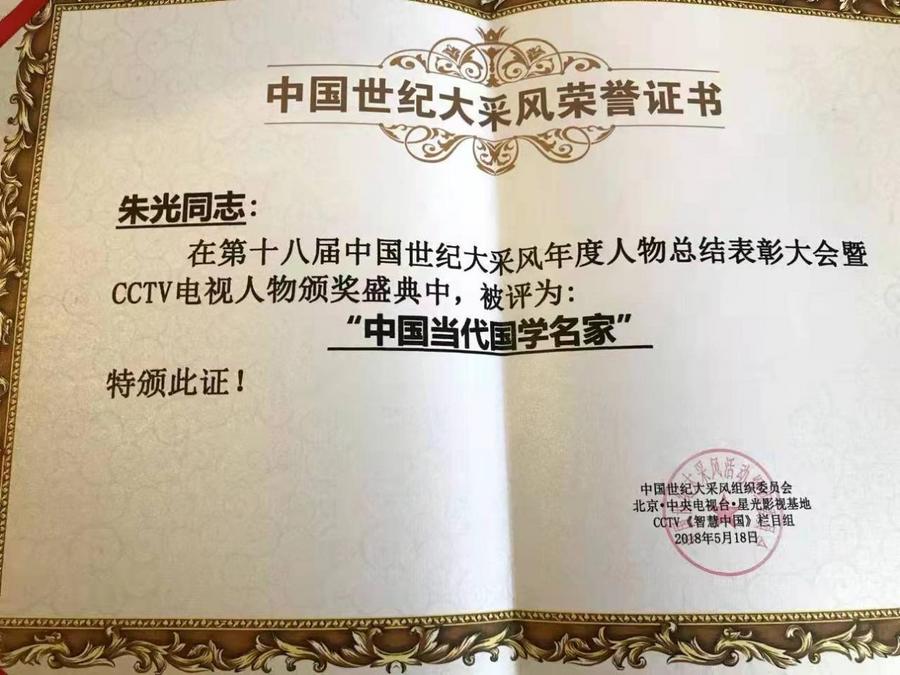 中国世纪大采风荣誉证书
朱光同志：
在第十八届中国世纪大采风年度人物总结表彰大会暨
CCTV电视人物颁奖盛典中，被评为：
“中国当代国学名家”
特颁此证！
中国世纪大采风组织委员会
北京·中央电视台·星光影视基地
CCTV《智慧中国》栏目组
2018年5月18日